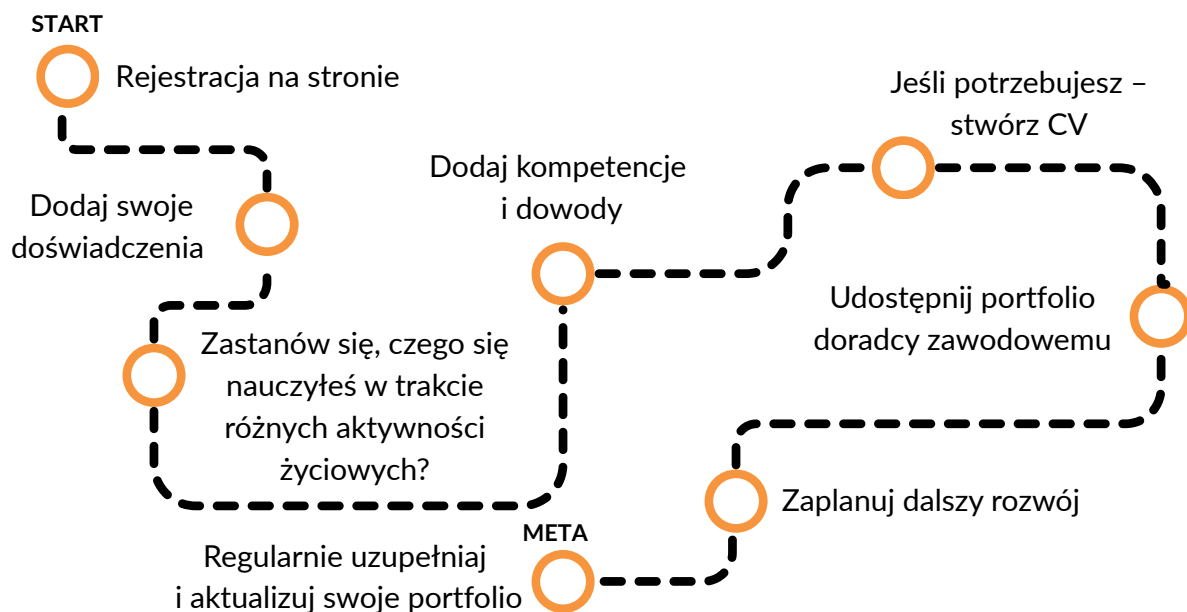 START
Rejestracja na stronie
Dodaj swoje
doświadczenia
Zastanów się, czego się
nauczyłeś w trakcie
różnych aktywności
życiowych?
Dodaj kompetencje
i dowody
Jeśli potrzebujesz –
stwórz CV
Udostępnij portfolio
doradcy zawodowemu
Zaplanuj dalszy rozwój
META
Regularnie uzupełniaj
i aktualizuj swoje portfolio